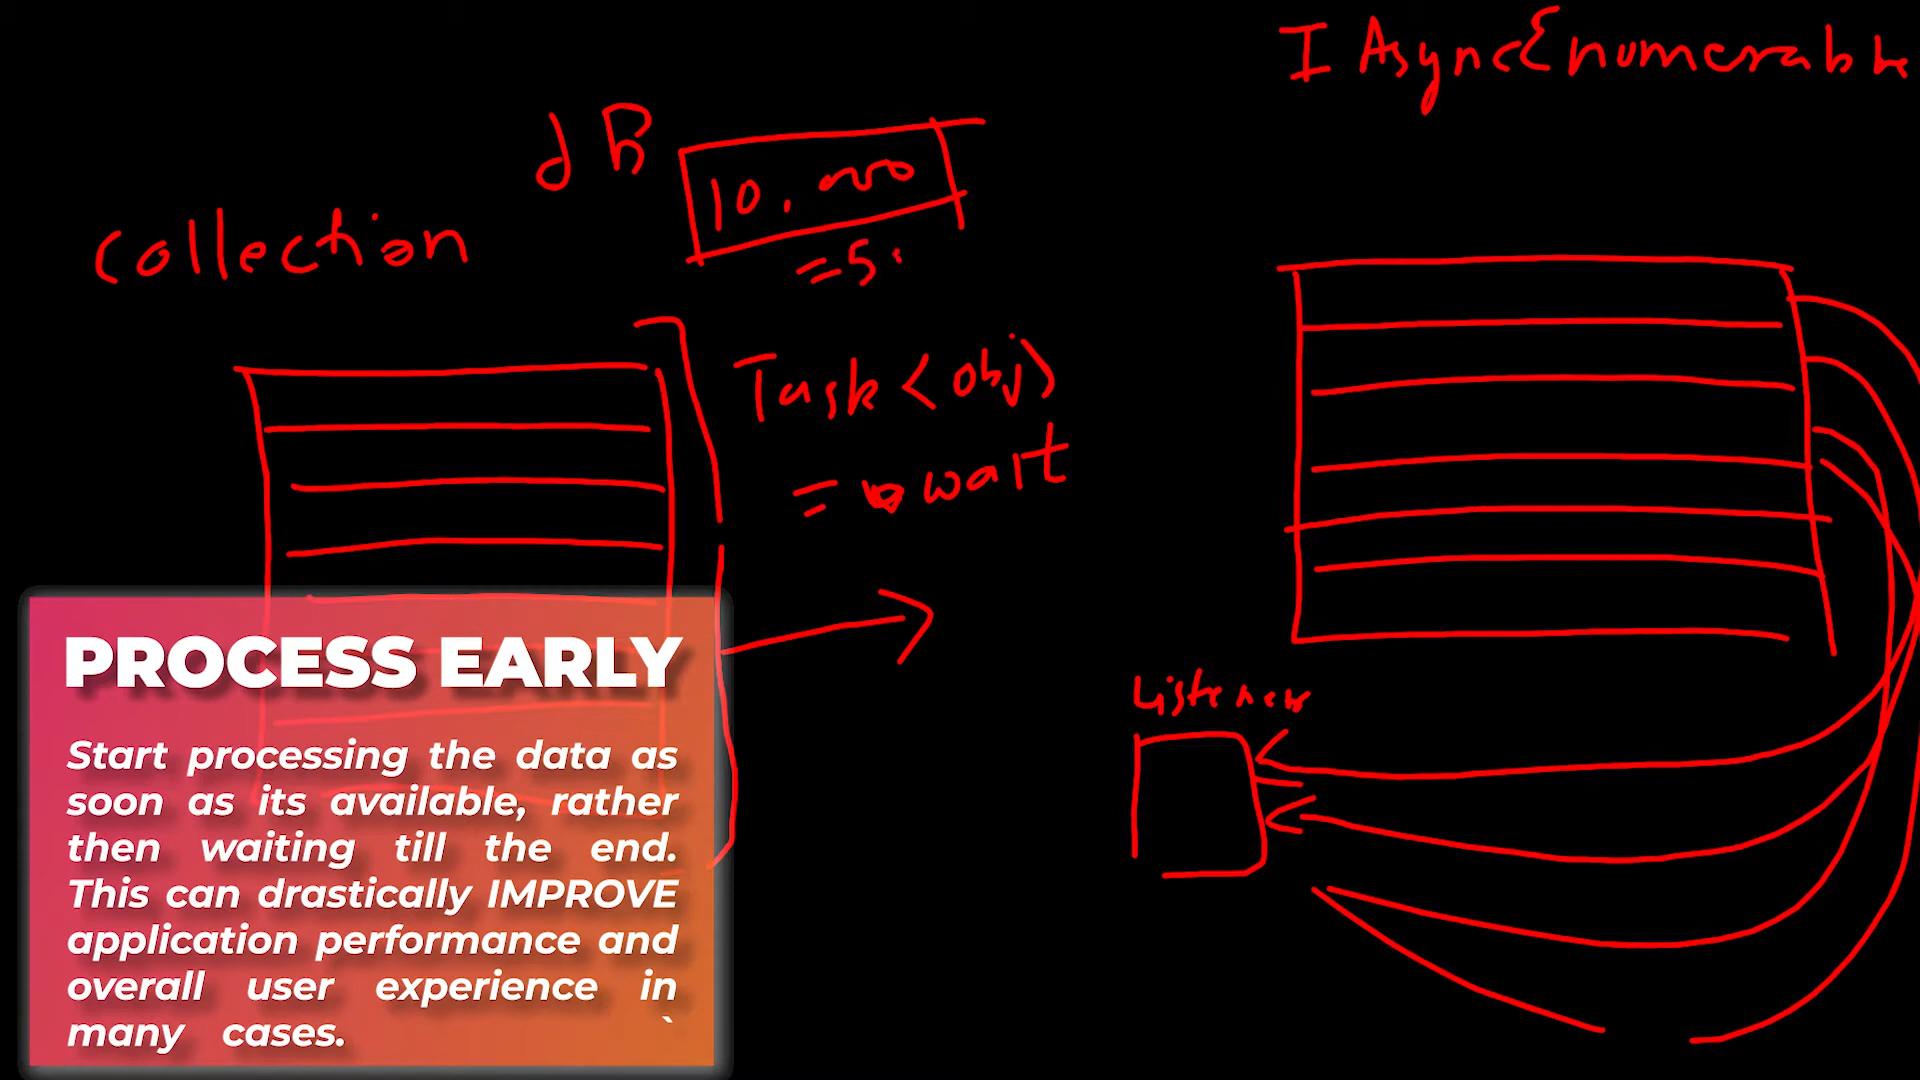 IAsyncEnumerable
dB
10.000
=5.
Collection
Task<obj>
= await
Listener
PROCESS EARLY
Start processing the data as
soon as its available, rather
then waiting till the end.
This can drastically IMPROVE
application performance and
overall user experience in
many cases. `